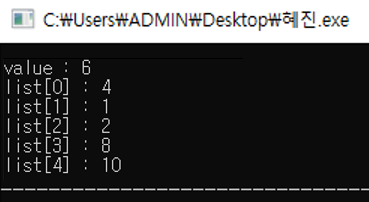 C:₩Users₩ADMIN₩Desktop₩혜진.exe
value : 6
list[0] : 4
list[1] : 1
list[2] : 2
list[3] : 8
list[4] : 10
--------------------------------